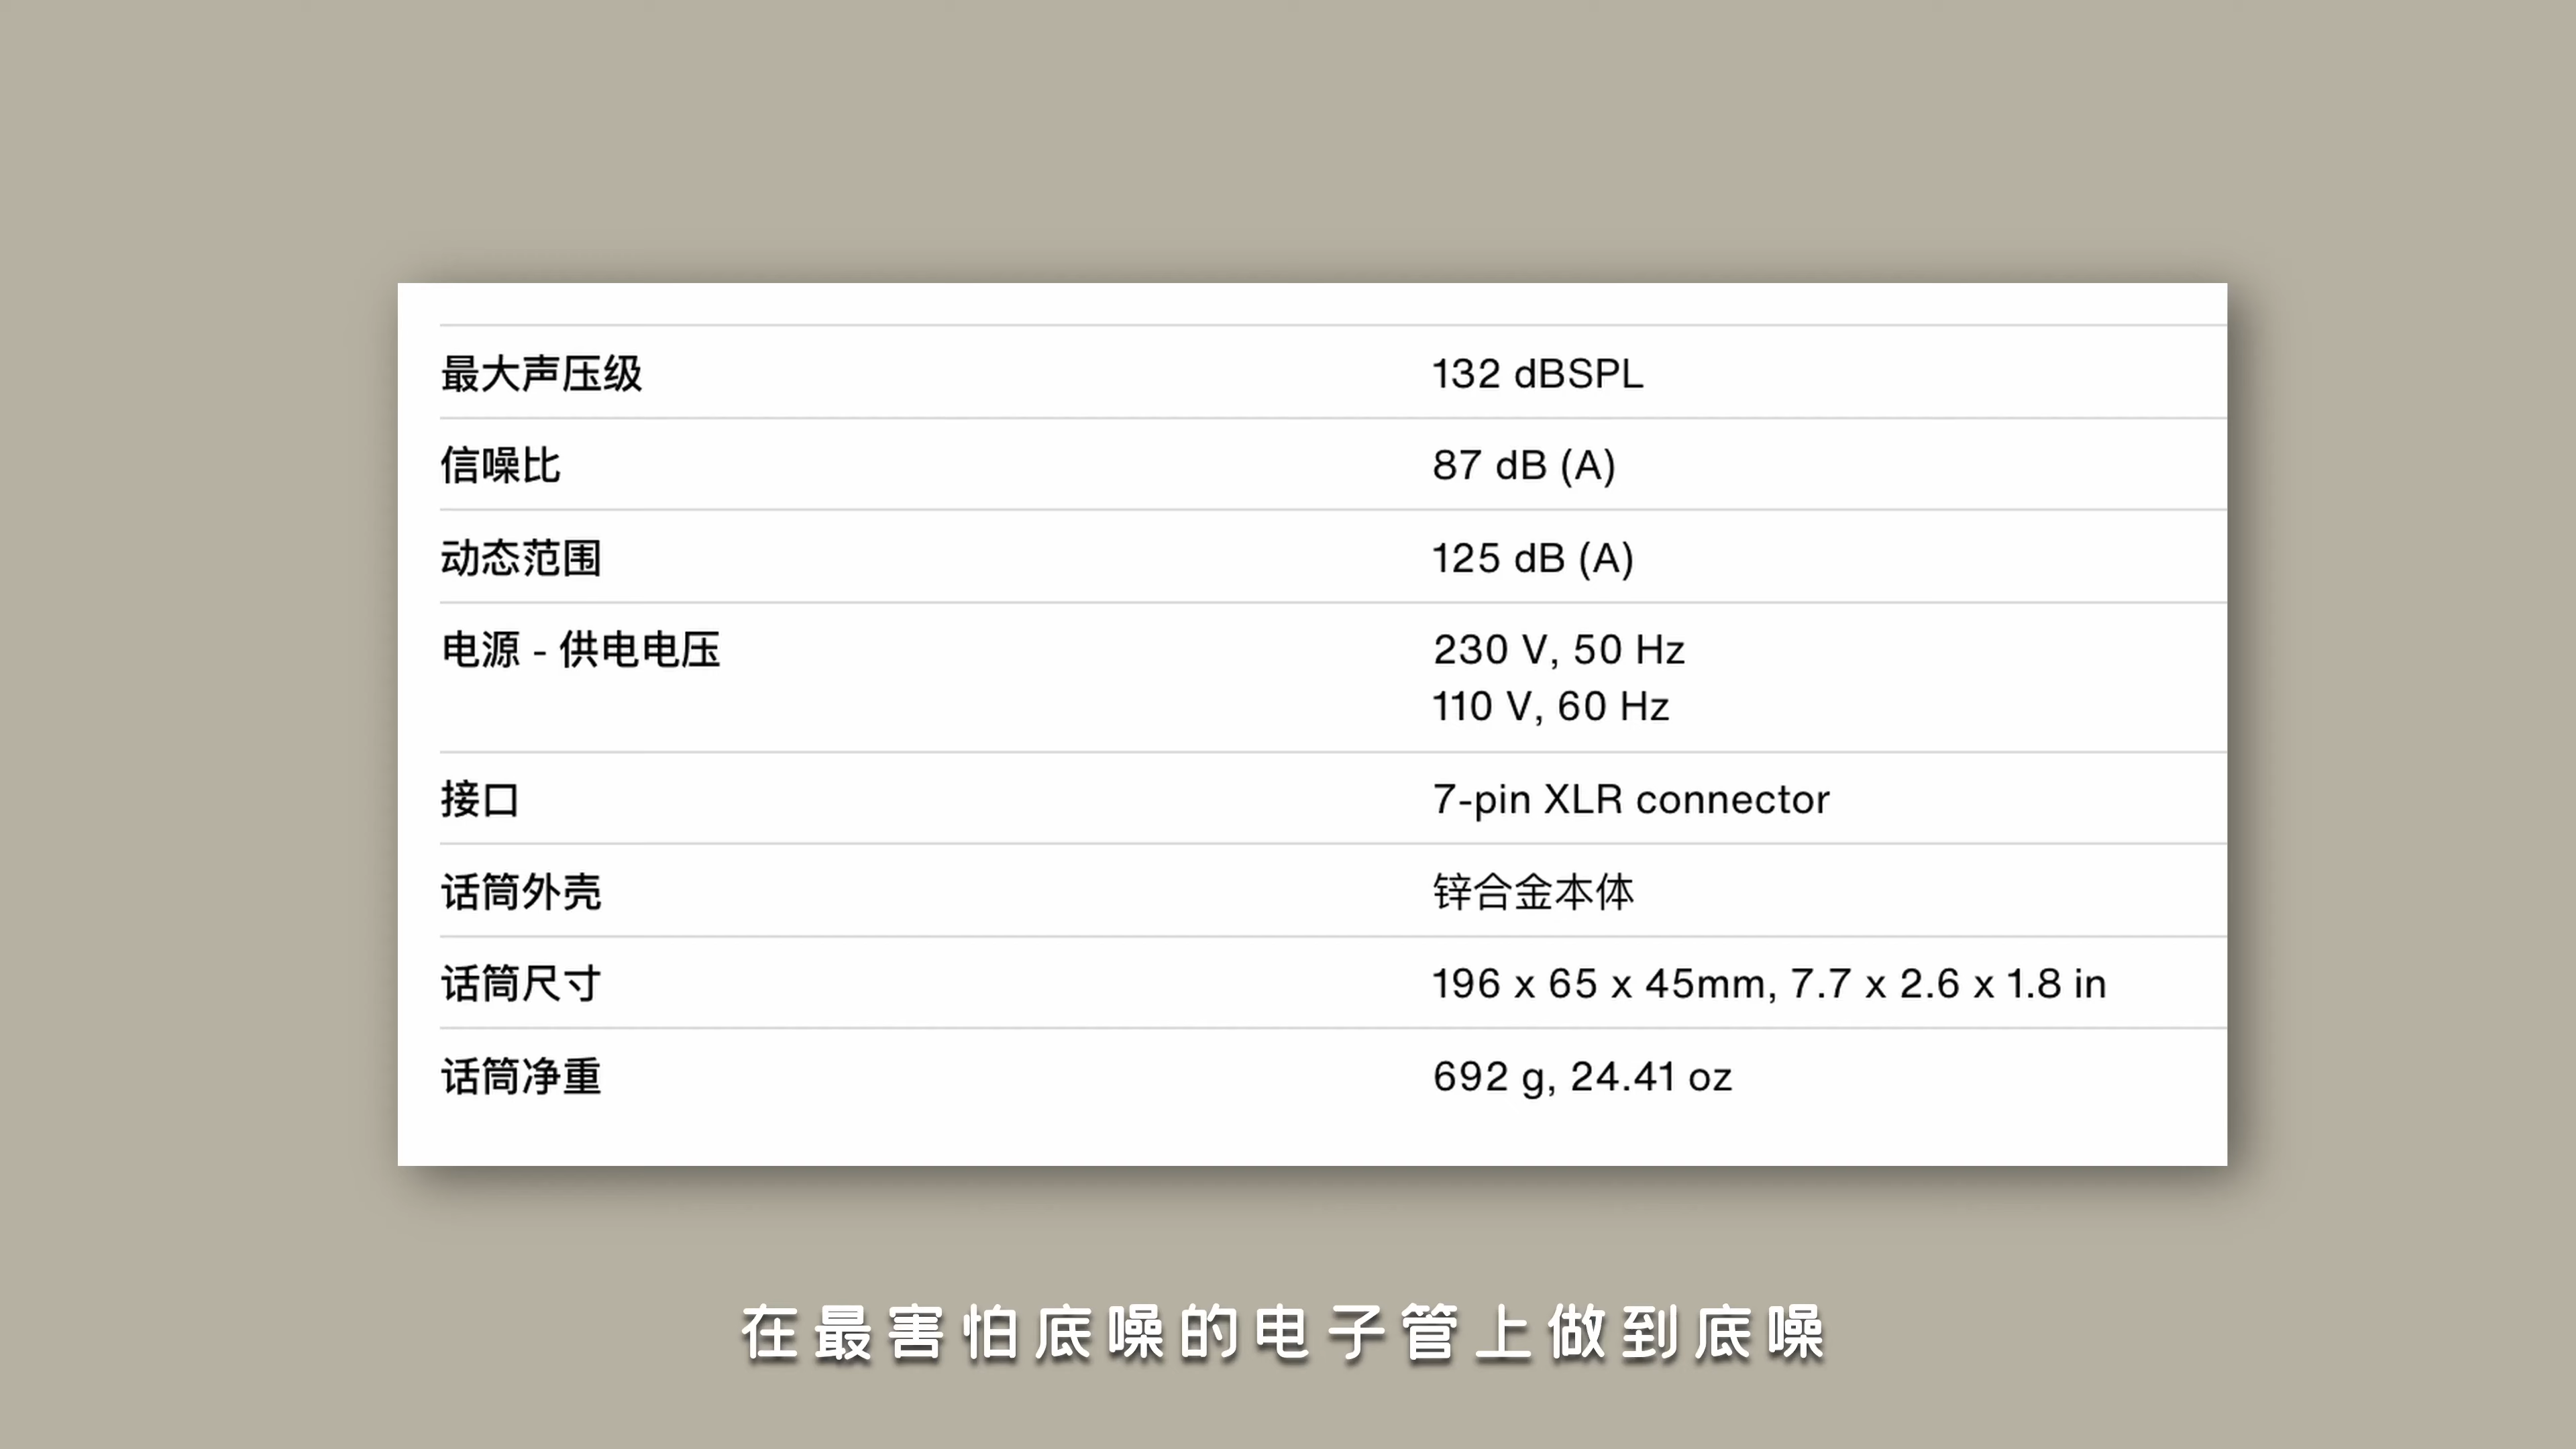 最大声压级 132 dBSPL
信噪比 87 dB (A)
动态范围 125 dB (A)
电源 - 供电电压 230 V, 50 Hz
110 V, 60 Hz
接口 7-pin XLR connector
话筒外壳 锌合金本体
话筒尺寸 196 x 65 x 45mm, 7.7 x 2.6 x 1.8 in
话筒净重 692 g, 24.41 oz
在最害怕底噪的电子管上做到底噪